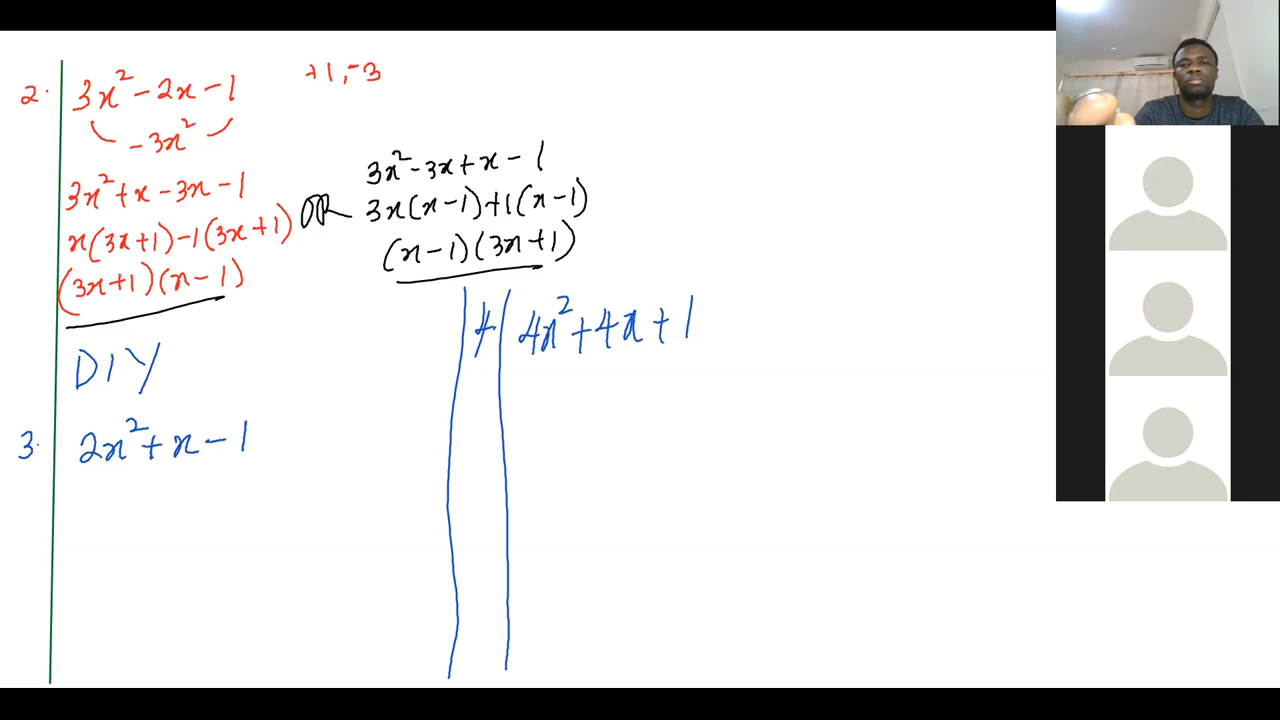 2. 3x² - 2x - 1 +1, -3
- 3x²
3x² + x - 3x - 1
x(3x+1) - 1(3x+1)
(3x+1)(x-1)
OR
3x² - 3x + x - 1
3x(x-1) + 1(x-1)
(x-1)(3x+1)
DIY
3. 2x² + x - 1
4 4x² + 4x + 1